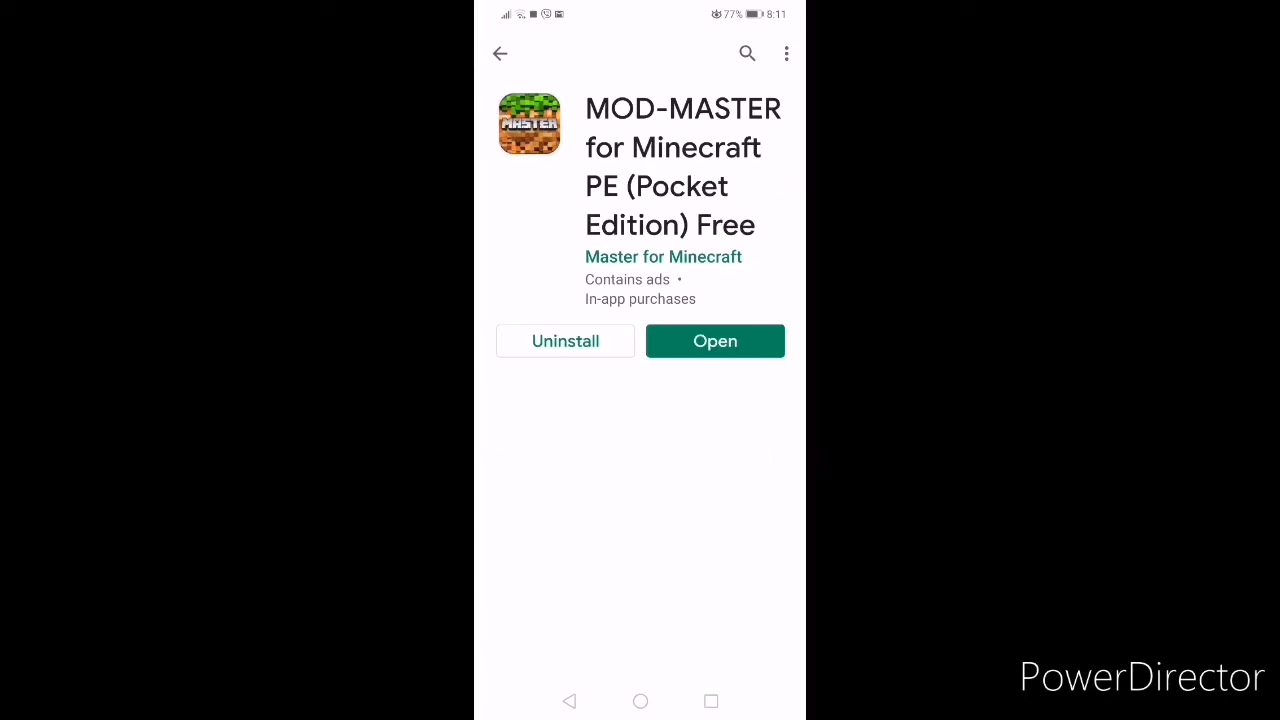 77% 8:11
MASTER
MOD-MASTER
for Minecraft
PE (Pocket
Edition) Free
Master for Minecraft
Contains ads •
In-app purchases
Uninstall
Open
PowerDirector